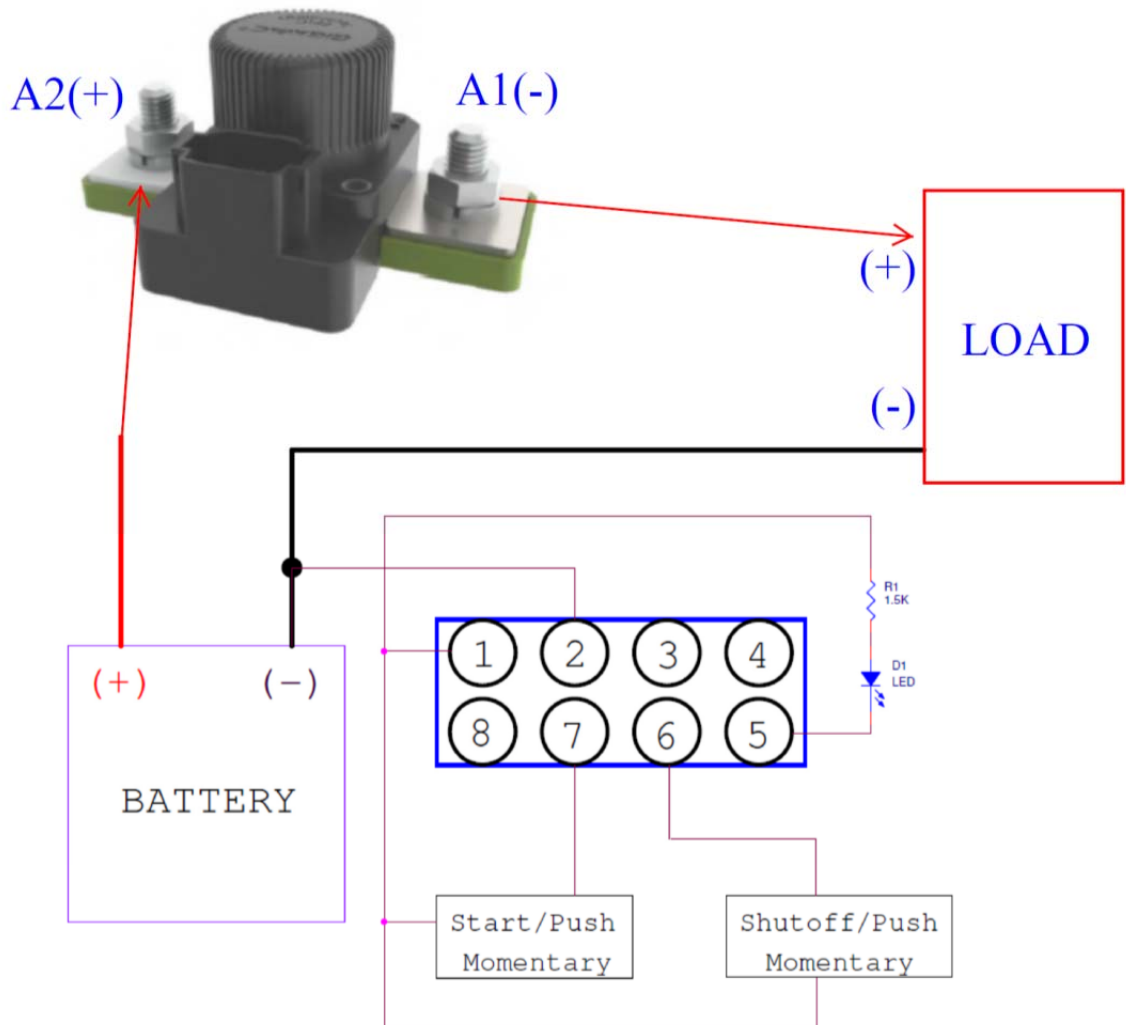 A2(+)
A1(-)
(+)
LOAD
(-)
R1
1.5K
D1
LED
1
2
3
4
8
7
6
5
(+)
(-)
BATTERY
Start/Push
Momentary
Shutoff/Push
Momentary